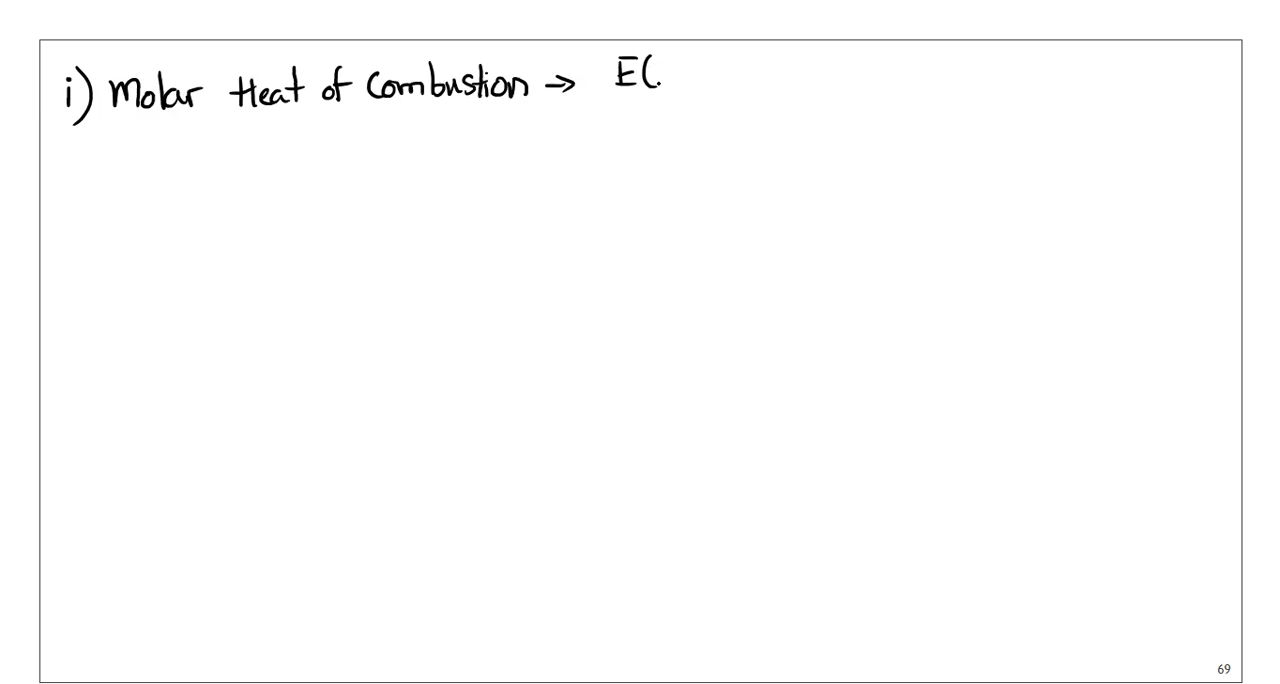 i) Molar Heat of Combustion → E(.
69